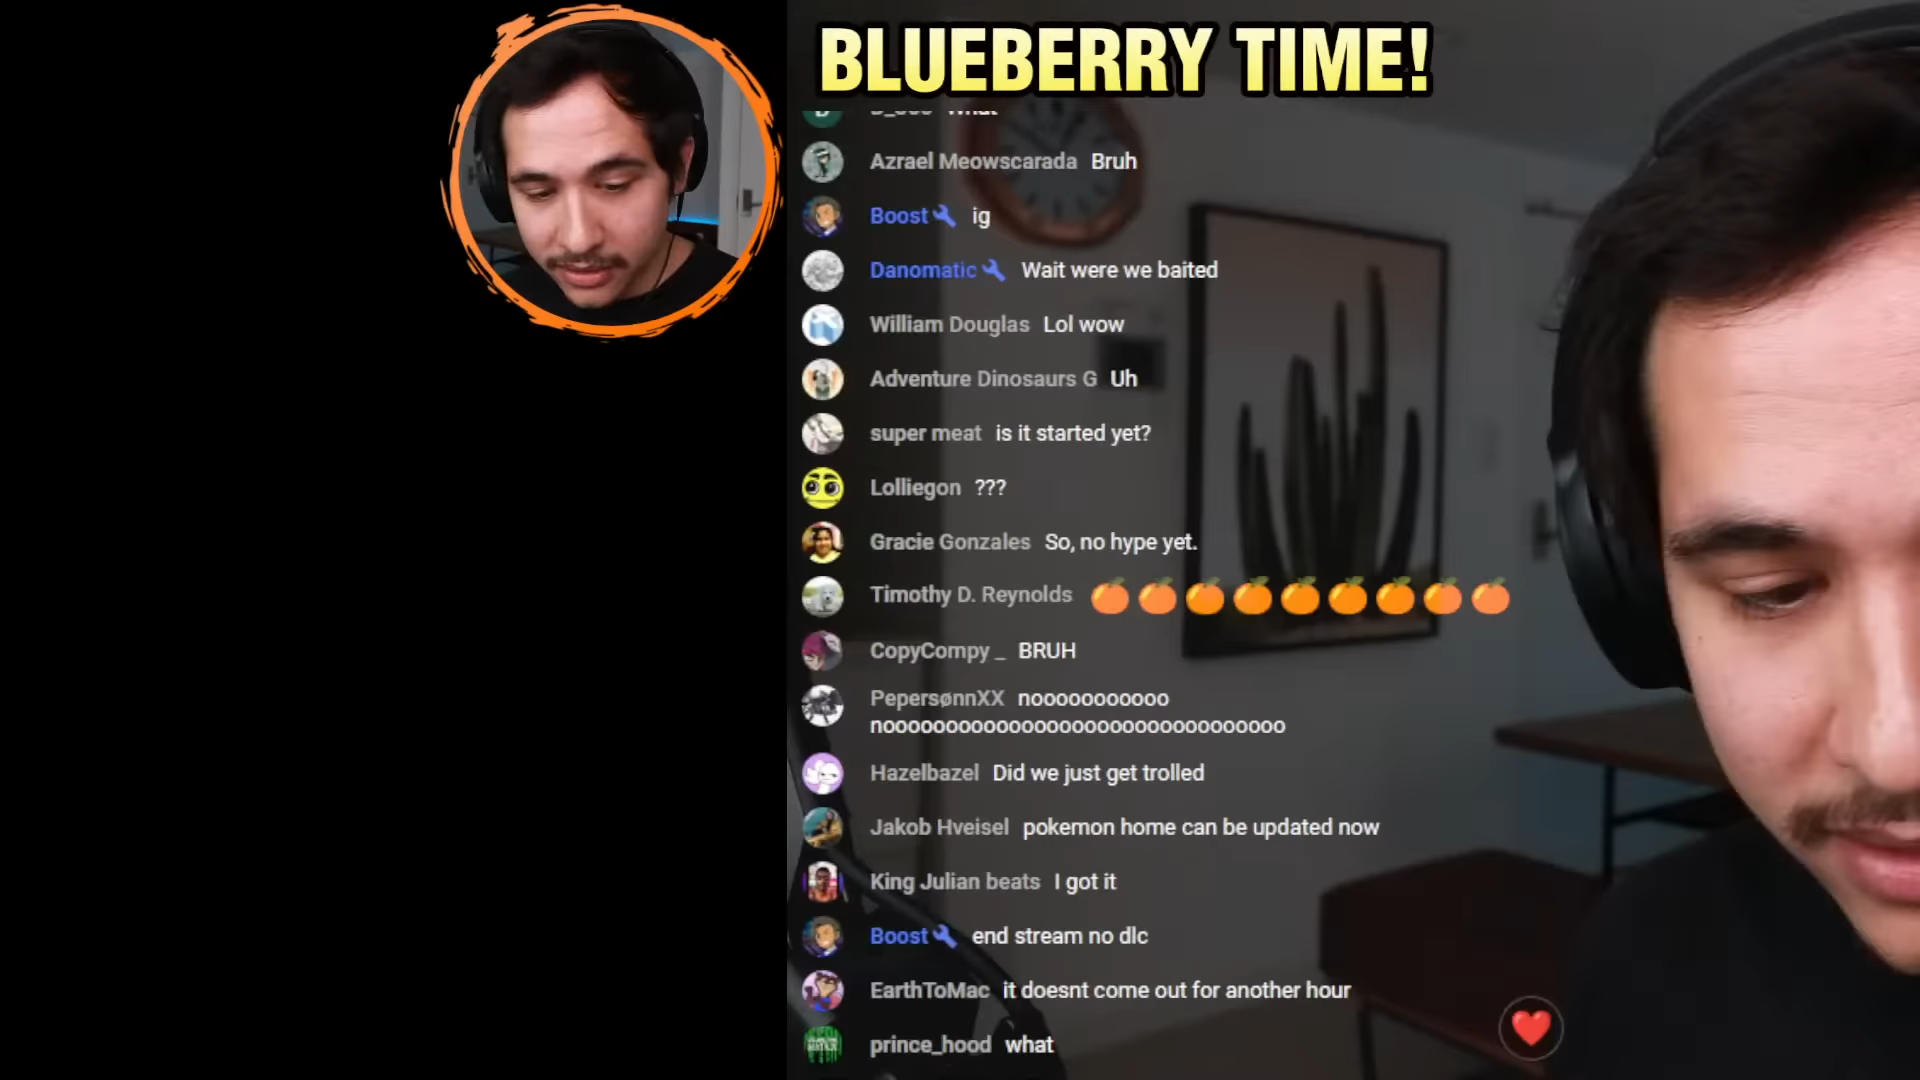 BLUEBERRY TIME!
what
Azrael Meowscarada Bruh
Boost ig
Danomatic Wait were we baited
William Douglas Lol wow
Adventure Dinosaurs G Uh
super meat is it started yet?
Lolliegon ???
Gracie Gonzales So, no hype yet.
Timothy D. Reynolds 🍊🍊🍊🍊🍊🍊🍊🍊🍊
CopyCompy _ BRUH
PepersønnXX noooooooooooo
nooooooooooooooooooooooooooooooooo
Hazelbazel Did we just get trolled
Jakob Hveisel pokemon home can be updated now
King Julian beats I got it
Boost end stream no dlc
EarthToMac it doesnt come out for another hour
prince_hood what